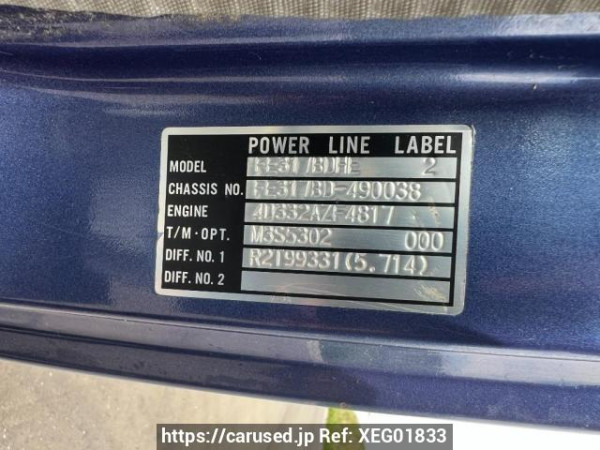 POWER LINE LABEL
MODEL 2
CHASSIS NO.
ENGINE
T/M·OPT. M3S5302 000
DIFF. NO. 1 R2T99331(5.714)
DIFF. NO. 2
https://carused.jp Ref: XEG01833